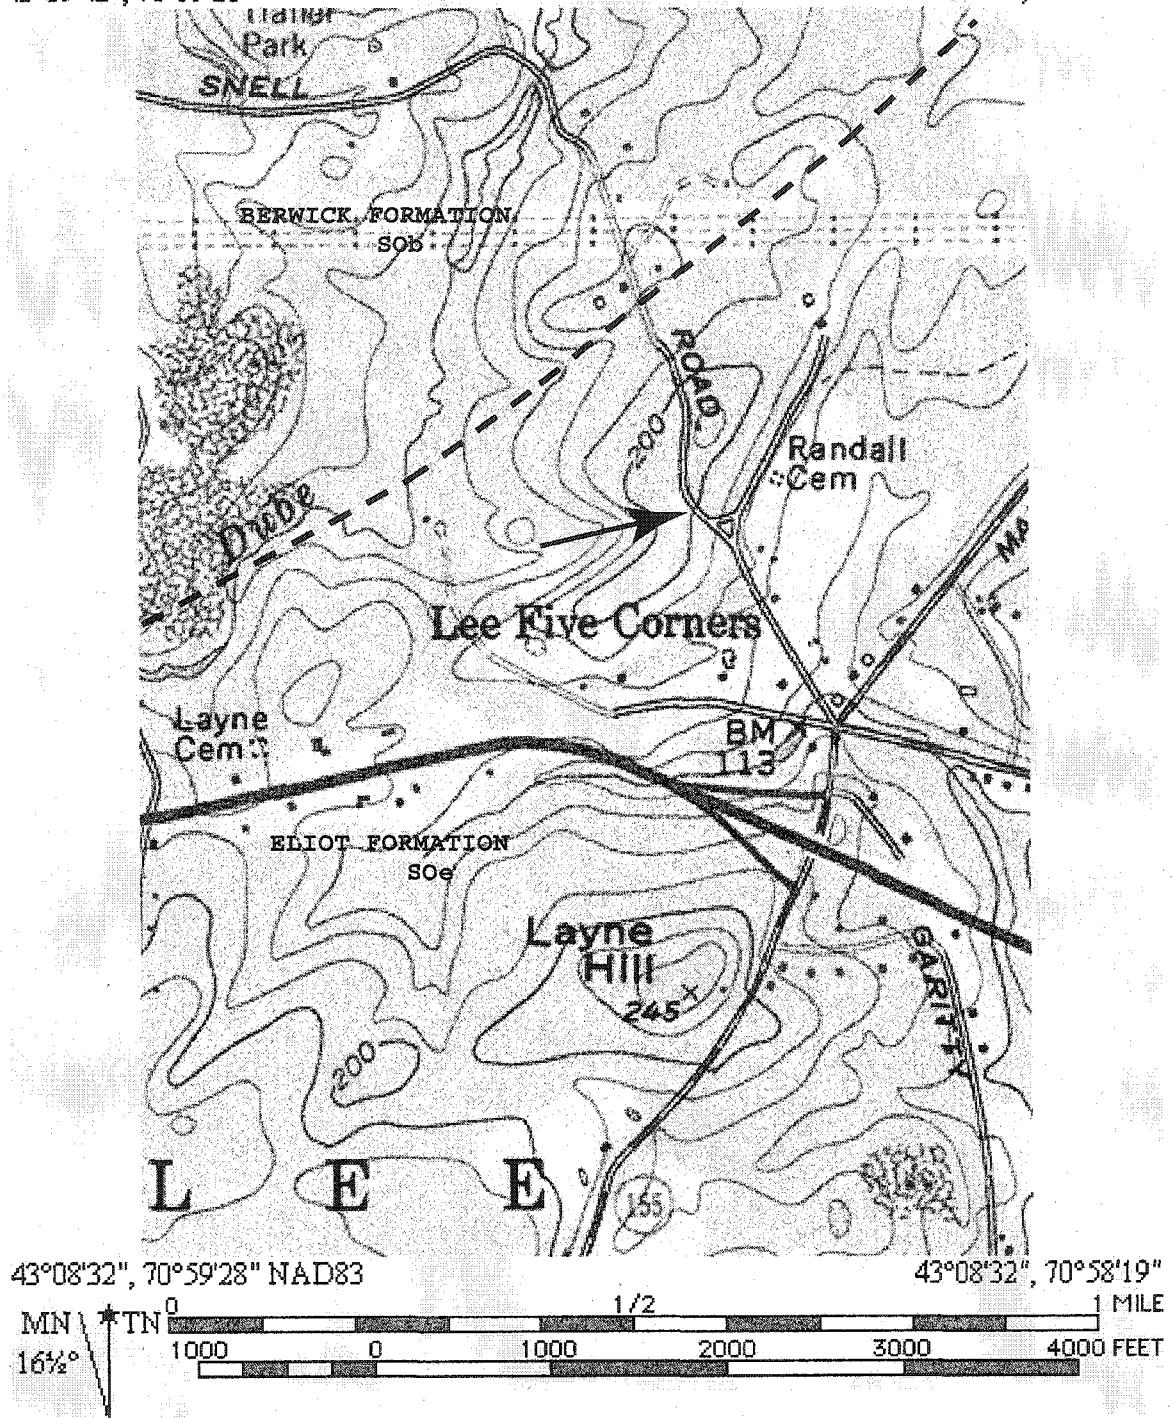 Park
SNELL
BERWICK FORMATION
SOb
ROAD
200
Randall
Cem
Dube
MA
Lee Five Corners
Layne
Cem
BM
113
ELIOT FORMATION
SOe
Layne
Hill
245
GARITY
200
L E E
155
43°08'32", 70°59'28" NAD83
43°08'32", 70°58'19"
MN TN
16½°
0 1/2 1 MILE
1000 0 1000 2000 3000 4000 FEET